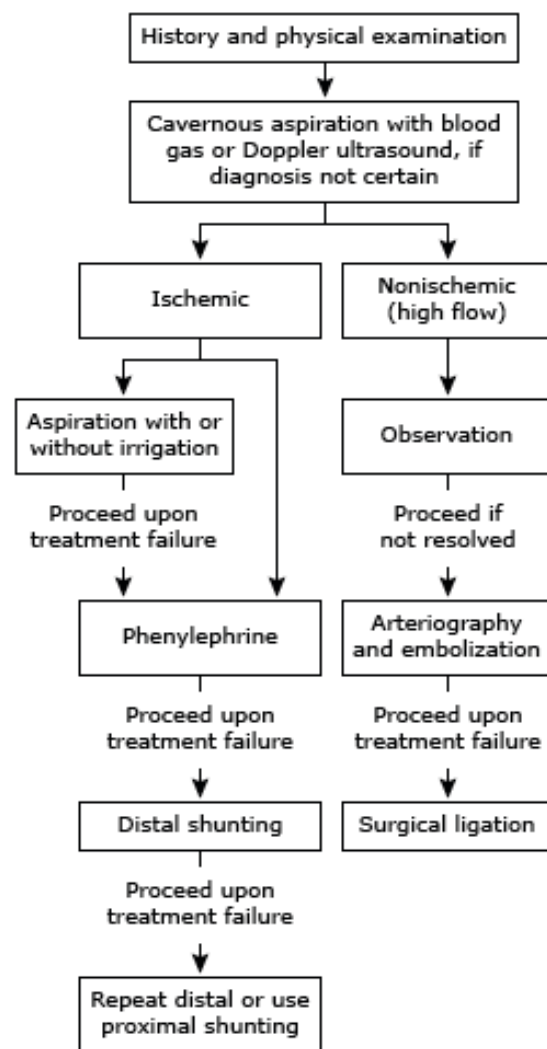 History and physical examination
Cavernous aspiration with blood
gas or Doppler ultrasound, if
diagnosis not certain
Ischemic
Nonischemic
(high flow)
Aspiration with or
without irrigation
Observation
Proceed upon
treatment failure
Proceed if
not resolved
Phenylephrine
Arteriography
and embolization
Proceed upon
treatment failure
Proceed upon
treatment failure
Distal shunting
Surgical ligation
Proceed upon
treatment failure
Repeat distal or use
proximal shunting